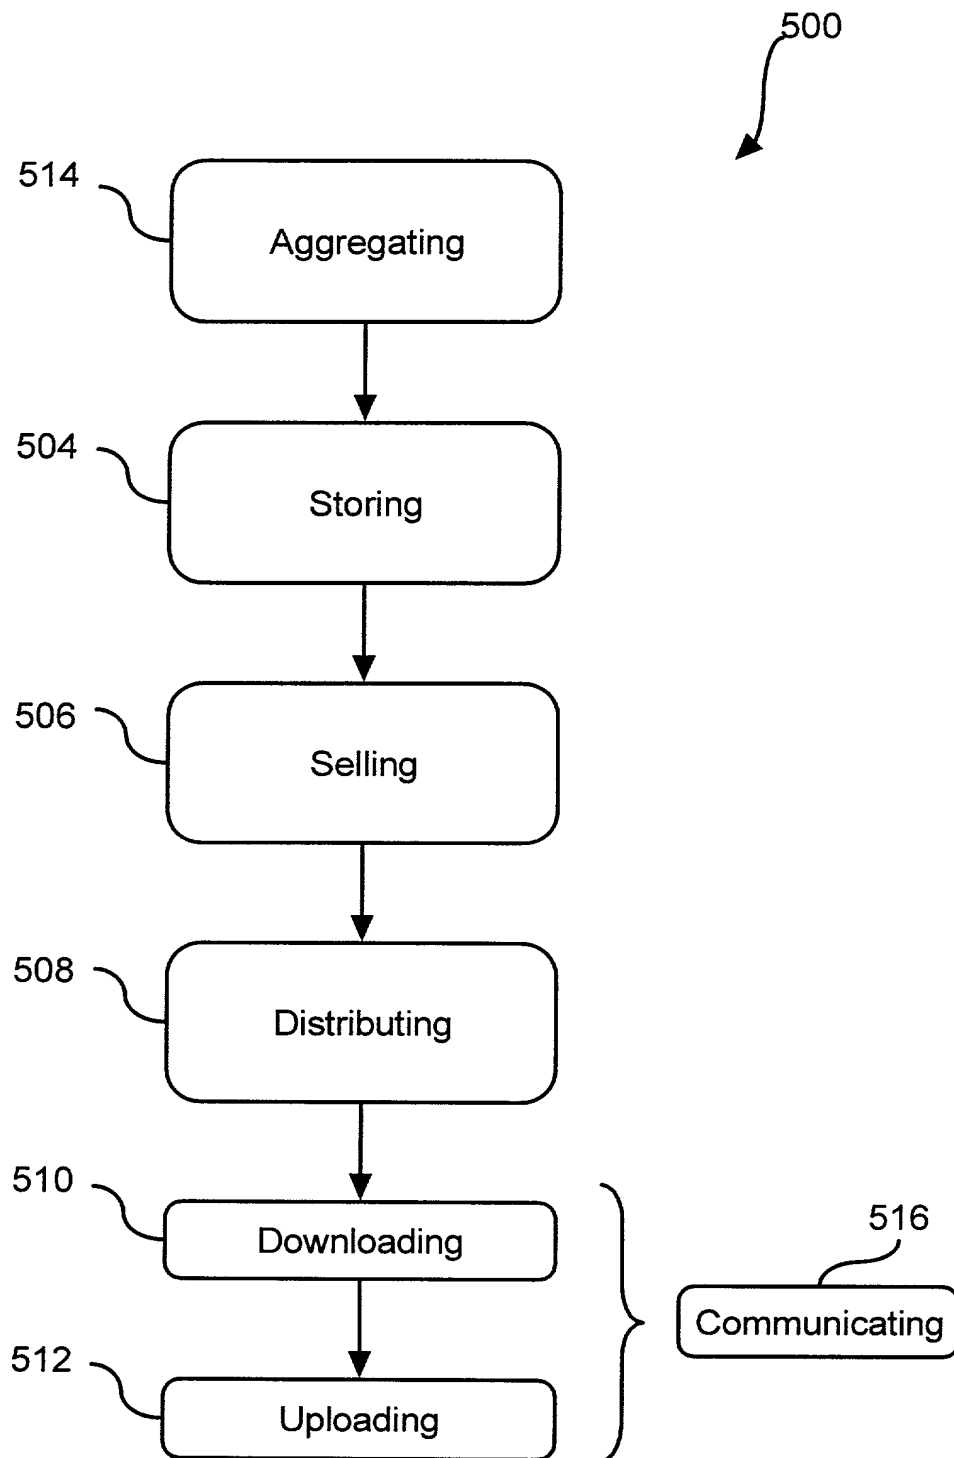 500
514
Aggregating
504
Storing
506
Selling
508
Distributing
510
Downloading
516
Communicating
512
Uploading